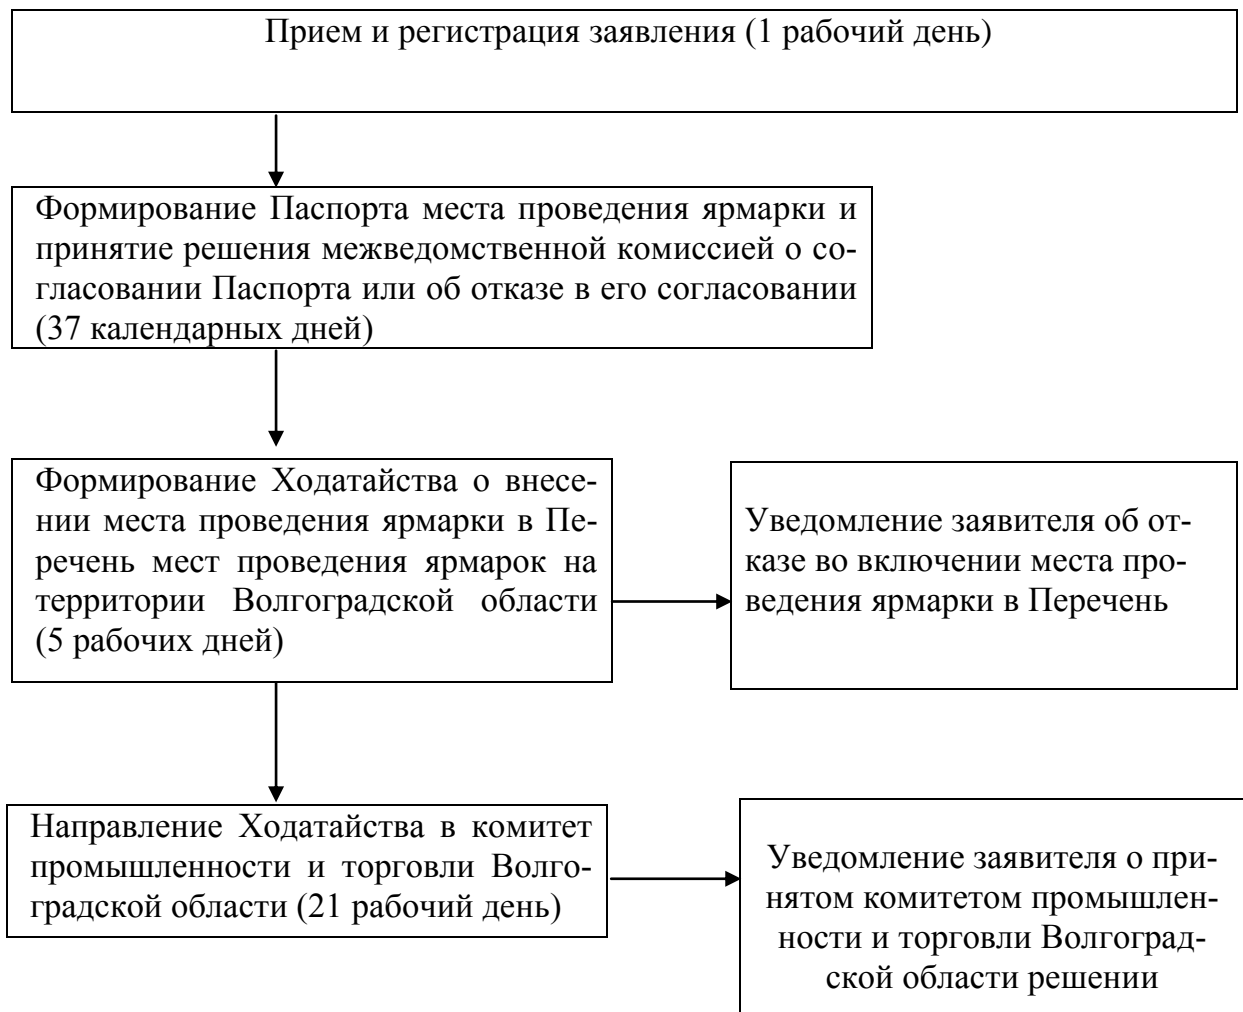 Прием и регистрация заявления (1 рабочий день)
Формирование Паспорта места проведения ярмарки и
принятие решения межведомственной комиссией о со-
гласовании Паспорта или об отказе в его согласовании
(37 календарных дней)
Формирование Ходатайства о внесе-
нии места проведения ярмарки в Пе-
речень мест проведения ярмарок на
территории Волгоградской области
(5 рабочих дней)
Уведомление заявителя об от-
казе во включении места про-
ведения ярмарки в Перечень
Направление Ходатайства в комитет
промышленности и торговли Волго-
градской области (21 рабочий день)
Уведомление заявителя о при-
нятом комитетом промышлен-
ности и торговли Волгоград-
ской области решении